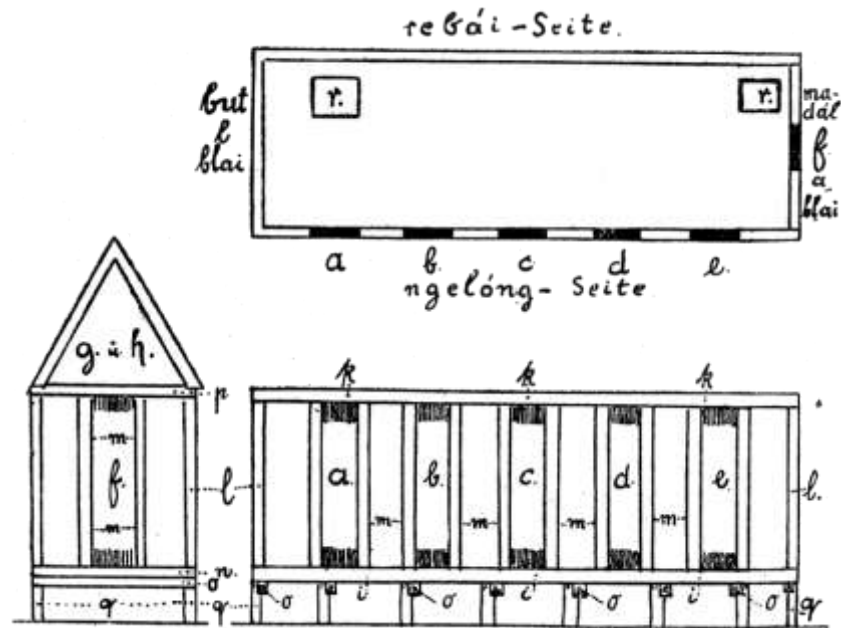 rebái-Seite.
but
l
blai
r.
r.
ma-
dál
f
a
blai
a b. c d e.
ngelóng-Seite
g. u. h.
k k k
p
m
f.
m
l
a. b. c. d. e.
l.
m m m m
n
o
q q
o i o i o i o q